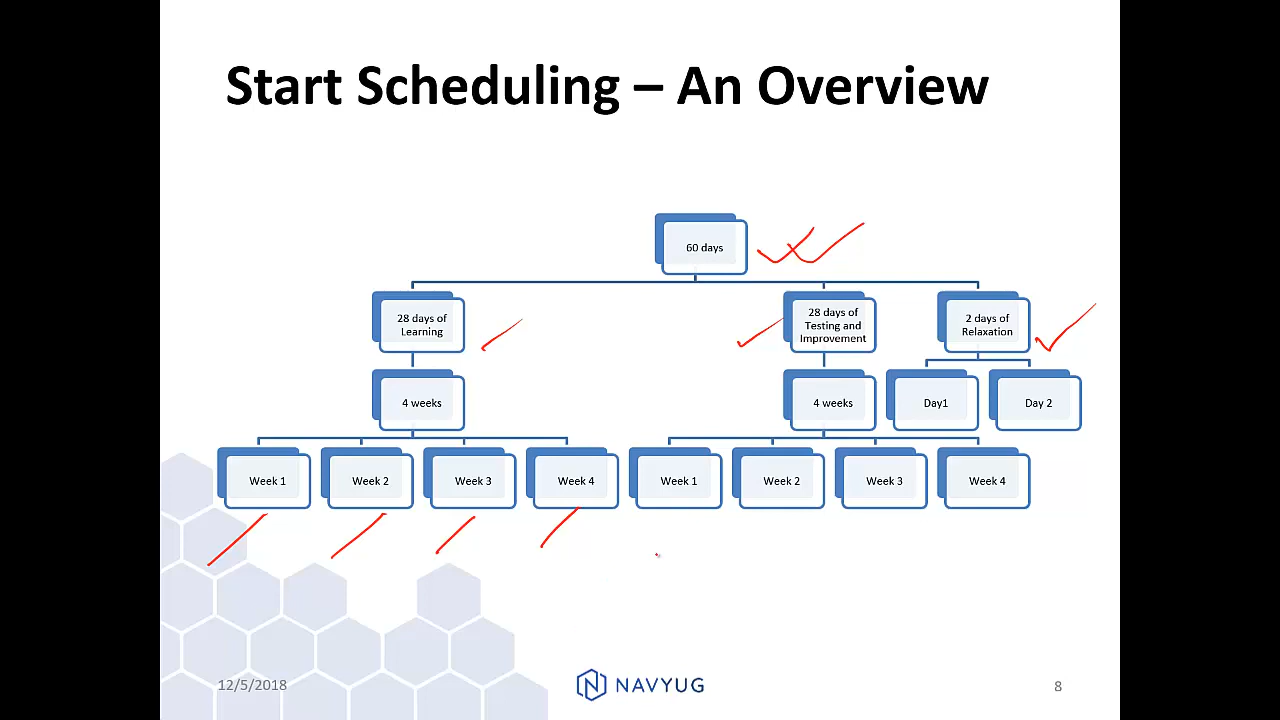 Start Scheduling – An Overview
60 days
28 days of
Learning
28 days of
Testing and
Improvement
2 days of
Relaxation
4 weeks
4 weeks
Day1
Day 2
Week 1
Week 2
Week 3
Week 4
Week 1
Week 2
Week 3
Week 4
12/5/2018
NAVYUG
8